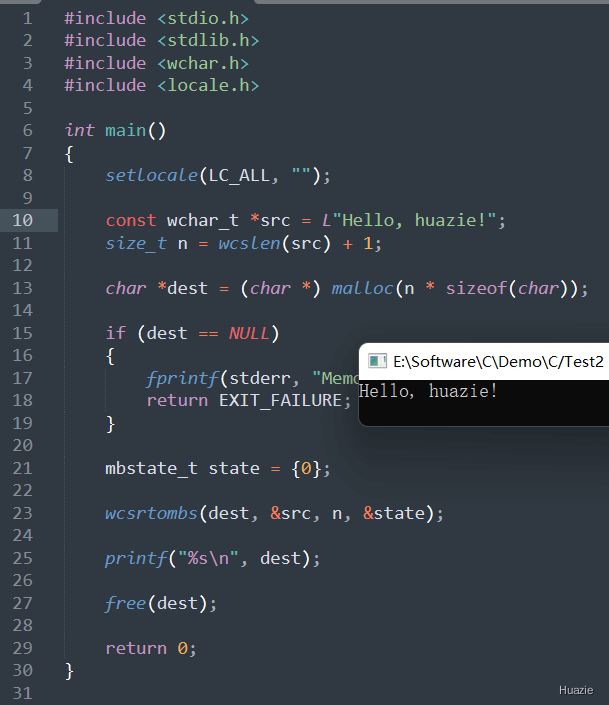 1 #include <stdio.h>
2 #include <stdlib.h>
3 #include <wchar.h>
4 #include <locale.h>
5
6 int main()
7 {
8 setlocale(LC_ALL, "");
9
10 const wchar_t *src = L"Hello, huazie!";
11 size_t n = wcslen(src) + 1;
12
13 char *dest = (char *) malloc(n * sizeof(char));
14
15 if (dest == NULL)
16 {
17 fprintf(stderr, "Memo
18 return EXIT_FAILURE;
19 }
20
21 mbstate_t state = {0};
22
23 wcsrtombs(dest, &src, n, &state);
24
25 printf("%s\n", dest);
26
27 free(dest);
28
29 return 0;
30 }
31
E:\Software\C\Demo\C/Test2
Hello, huazie!
Huazie